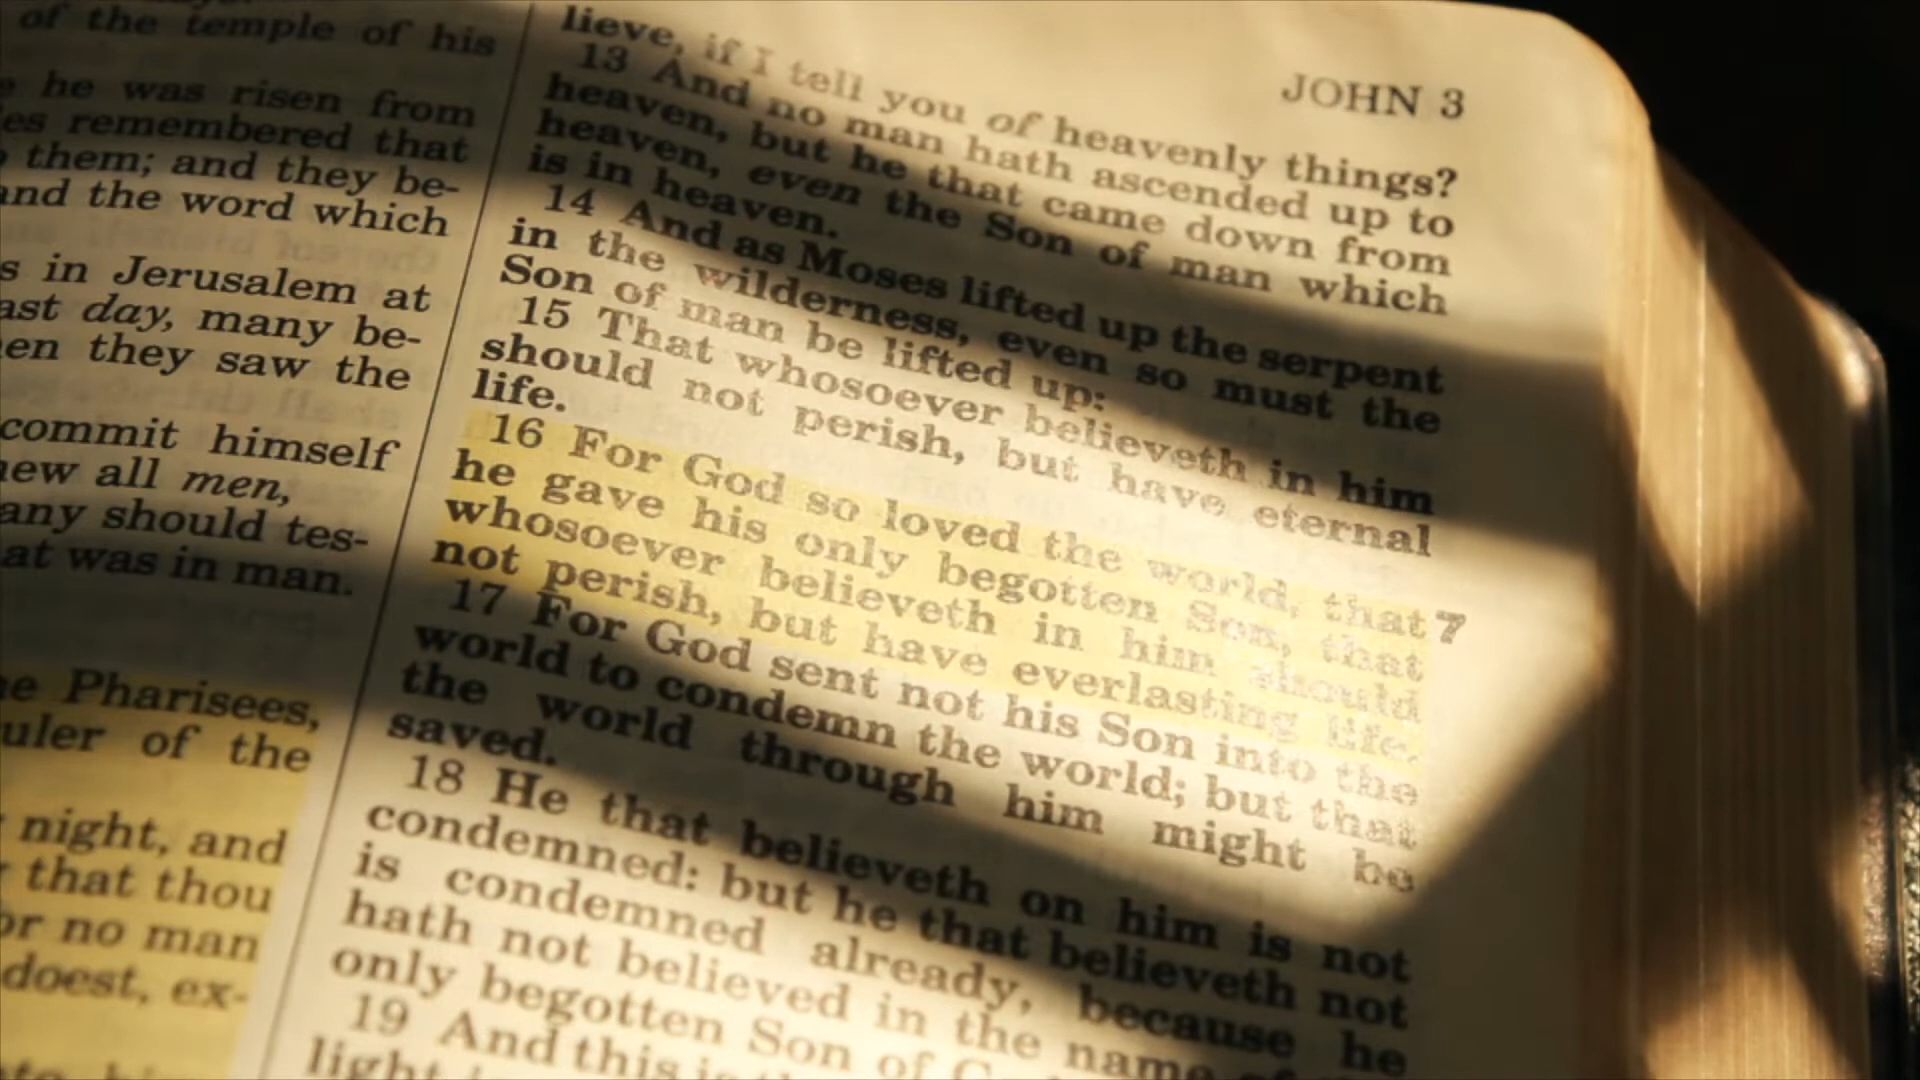 of the temple of his
he was risen from
remembered that
them; and they be-
and the word which
s in Jerusalem at
ast day, many be-
en they saw the
commit himself
new all men,
any should tes-
at was in man.
e Pharisees,
uler of the
night, and
that thou
or no man
doest, ex-
JOHN 3
lieve, if I tell you of heavenly things?
13 And no man hath ascended up to
heaven, but he that came down from
heaven, even the Son of man which
is in heaven.
14 And as Moses lifted up the serpent
in the wilderness, even so must the
Son of man be lifted up:
15 That whosoever believeth in him
should not perish, but have eternal
life.
16 For God so loved the world, that 7
he gave his only begotten Son, that
whosoever believeth in him should
not perish, but have everlasting life.
17 For God sent not his Son into the
world to condemn the world; but that
the world through him might be
saved.
18 He that believeth on him is not
condemned: but he that believeth not
is condemned already, because he
hath not believed in the name of
only begotten Son of
19 And this is
light